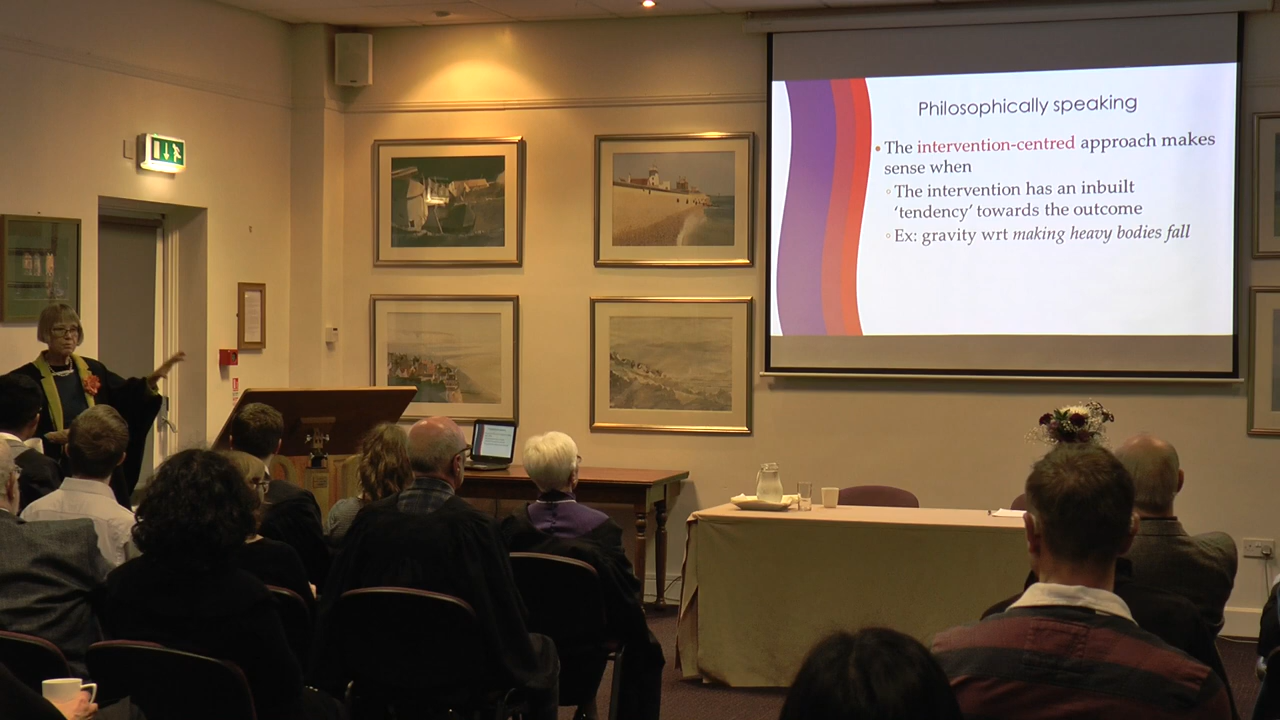 Philosophically speaking
• The intervention-centred approach makes
sense when
◦ The intervention has an inbuilt
‘tendency’ towards the outcome
◦ Ex: gravity wrt making heavy bodies fall